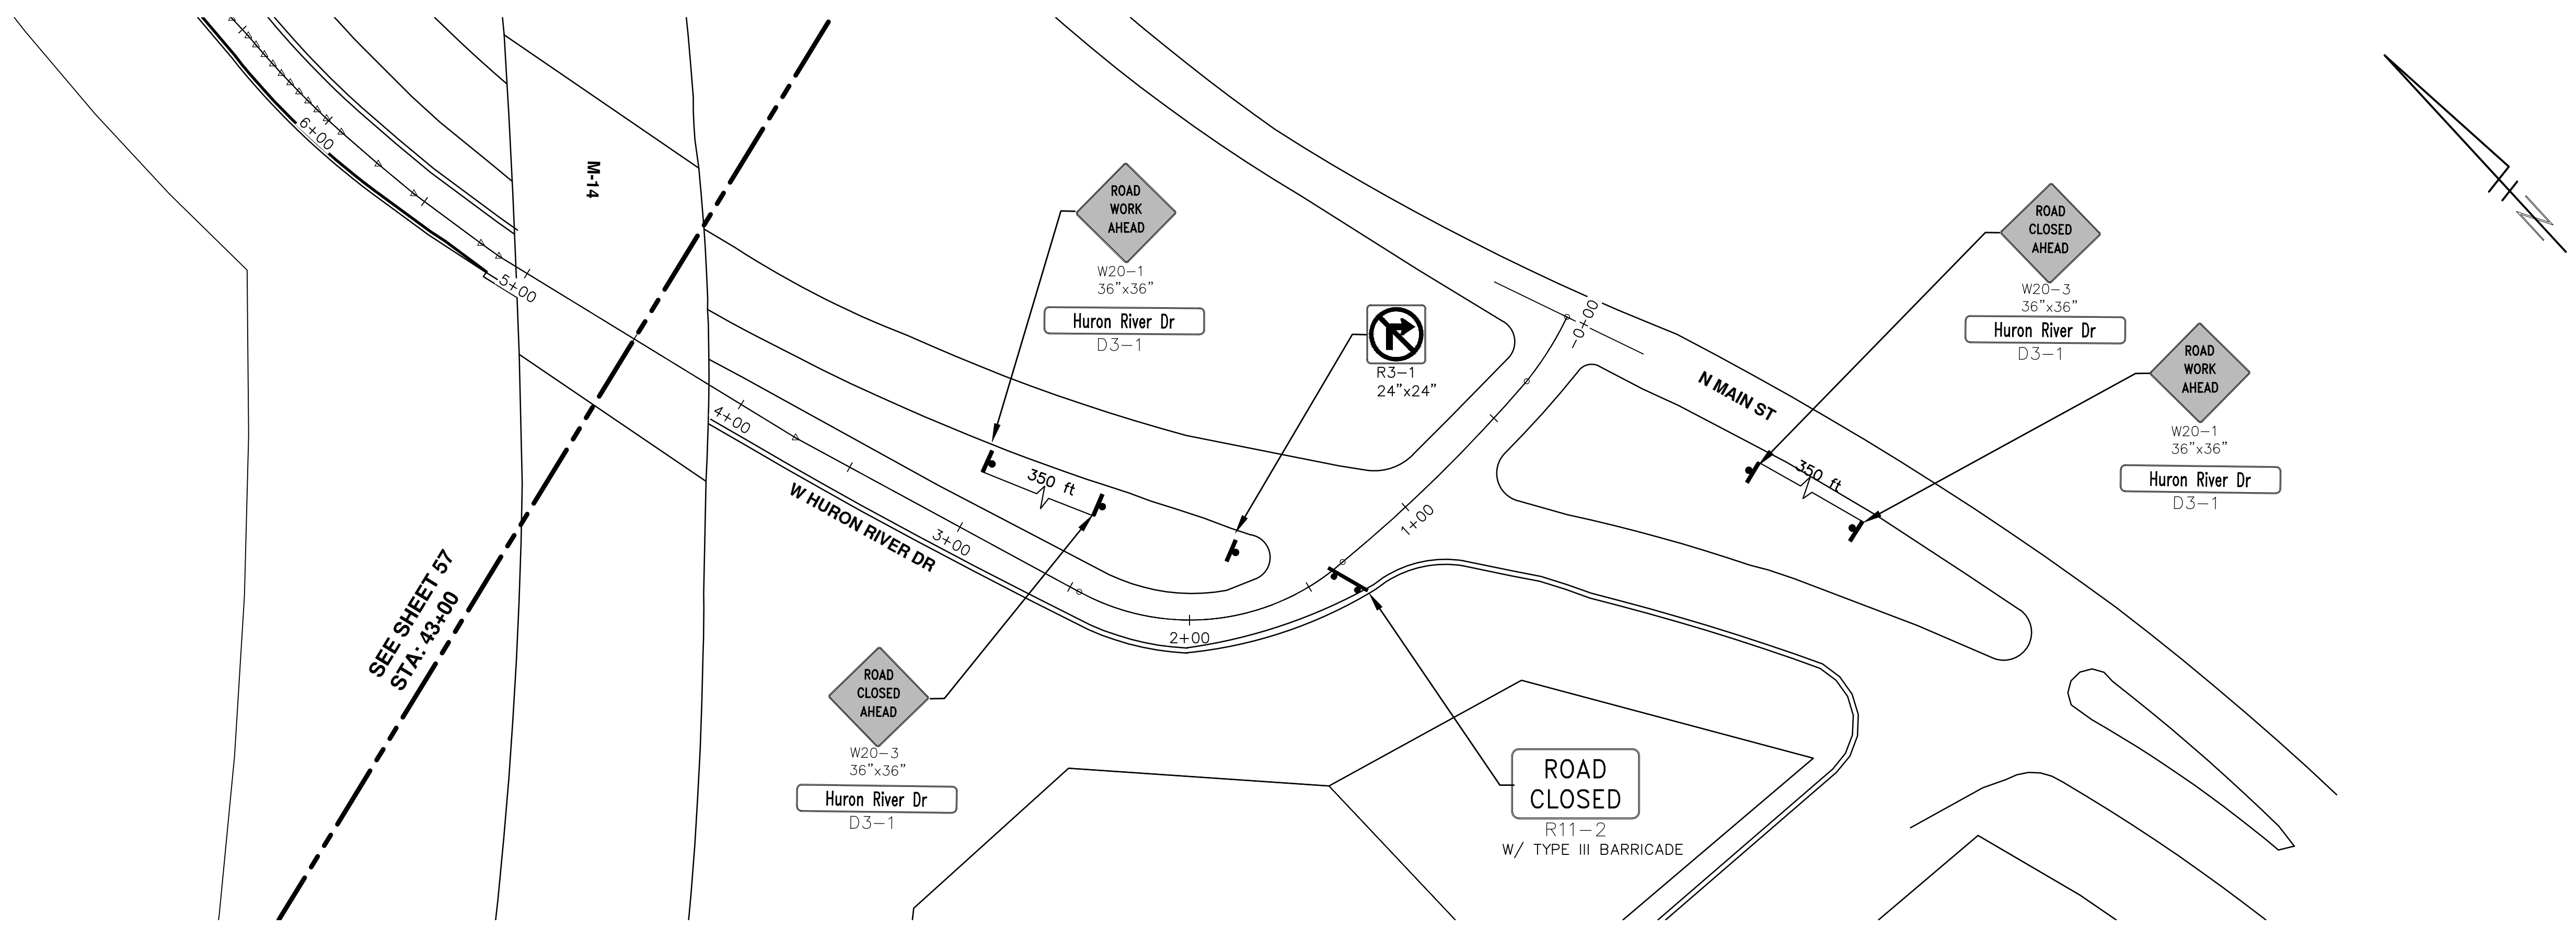 6+00
M-14
5+00
4+00
3+00
2+00
1+00
-0+00
W HURON RIVER DR
N MAIN ST
SEE SHEET 57
STA: 43+00
ROAD
WORK
AHEAD
W20-1
36"x36"
Huron River Dr
D3-1
350 ft
R3-1
24"x24"
ROAD
CLOSED
AHEAD
W20-3
36"x36"
Huron River Dr
D3-1
350 ft
ROAD
WORK
AHEAD
W20-1
36"x36"
Huron River Dr
D3-1
ROAD
CLOSED
AHEAD
W20-3
36"x36"
Huron River Dr
D3-1
ROAD
CLOSED
R11-2
W/ TYPE III BARRICADE
N